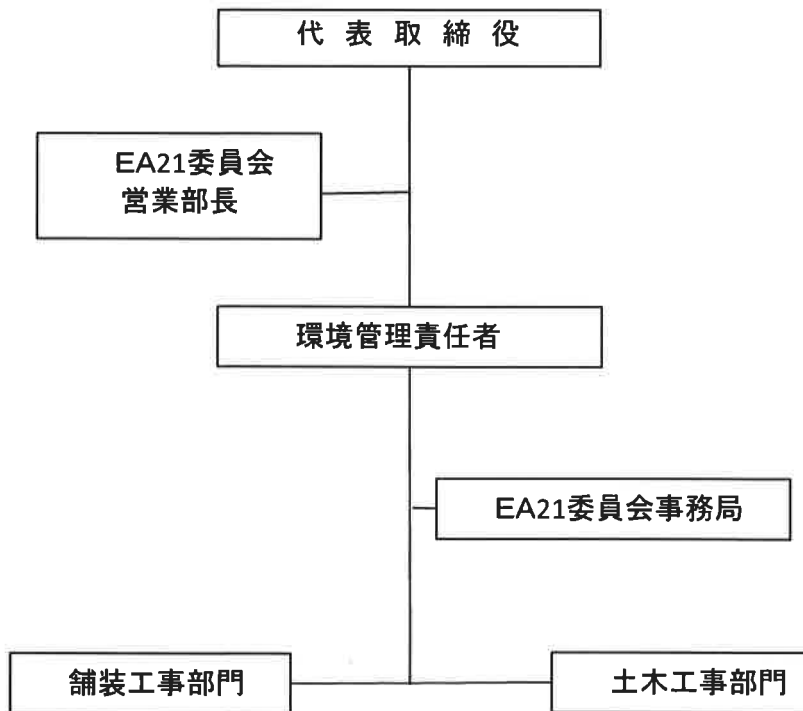 代 表 取 締 役
EA21委員会
営業部長
環境管理責任者
EA21委員会事務局
舗装工事部門
土木工事部門